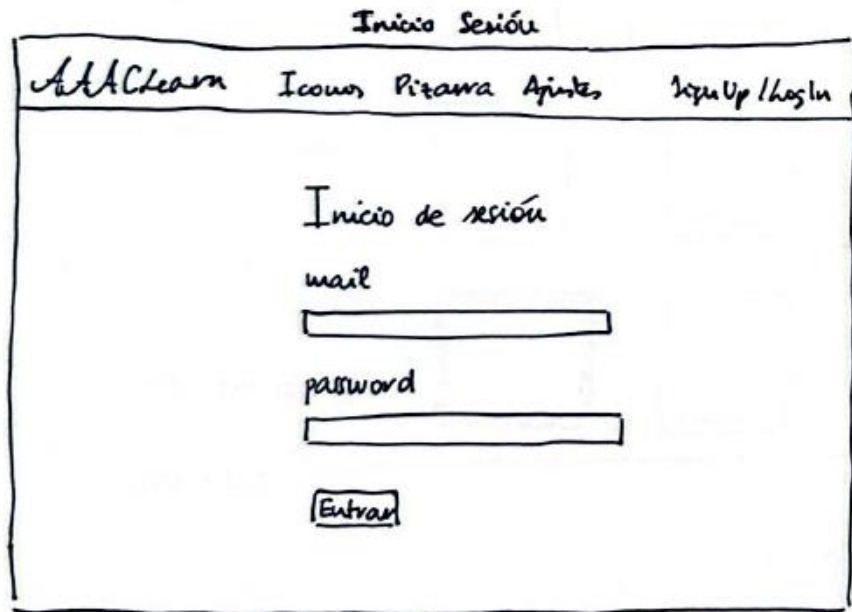 Inicio Sesión
AAACLearn Iconos Pizarra Ajustes SignUp/LogIn
Inicio de sesión
mail
password
Entrar